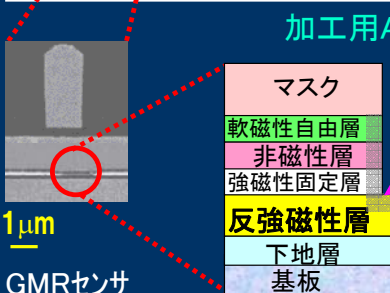 加工用A
マスク
軟磁性自由層
非磁性層
強磁性固定層
反強磁性層
下地層
基板
1μm
GMRセンサ